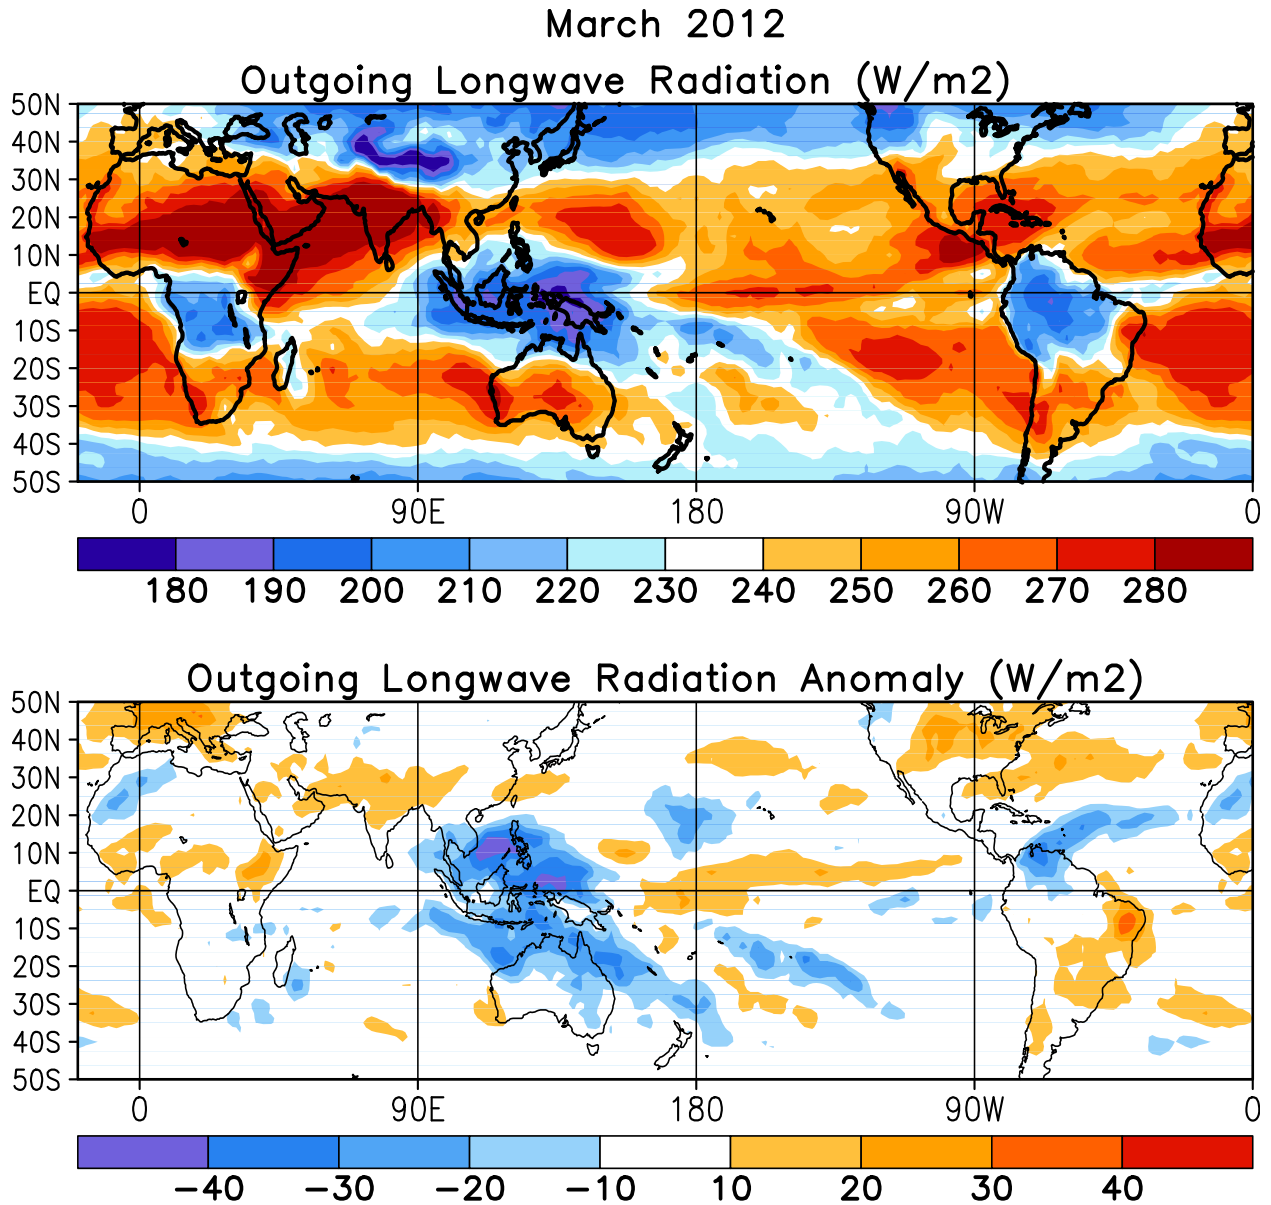 March 2012
Outgoing Longwave Radiation (W/m2)
50N
40N
30N
20N
10N
EQ
10S
20S
30S
40S
50S
0 90E 180 90W 0
180 190 200 210 220 230 240 250 260 270 280
Outgoing Longwave Radiation Anomaly (W/m2)
50N
40N
30N
20N
10N
EQ
10S
20S
30S
40S
50S
0 90E 180 90W 0
−40 −30 −20 −10 10 20 30 40